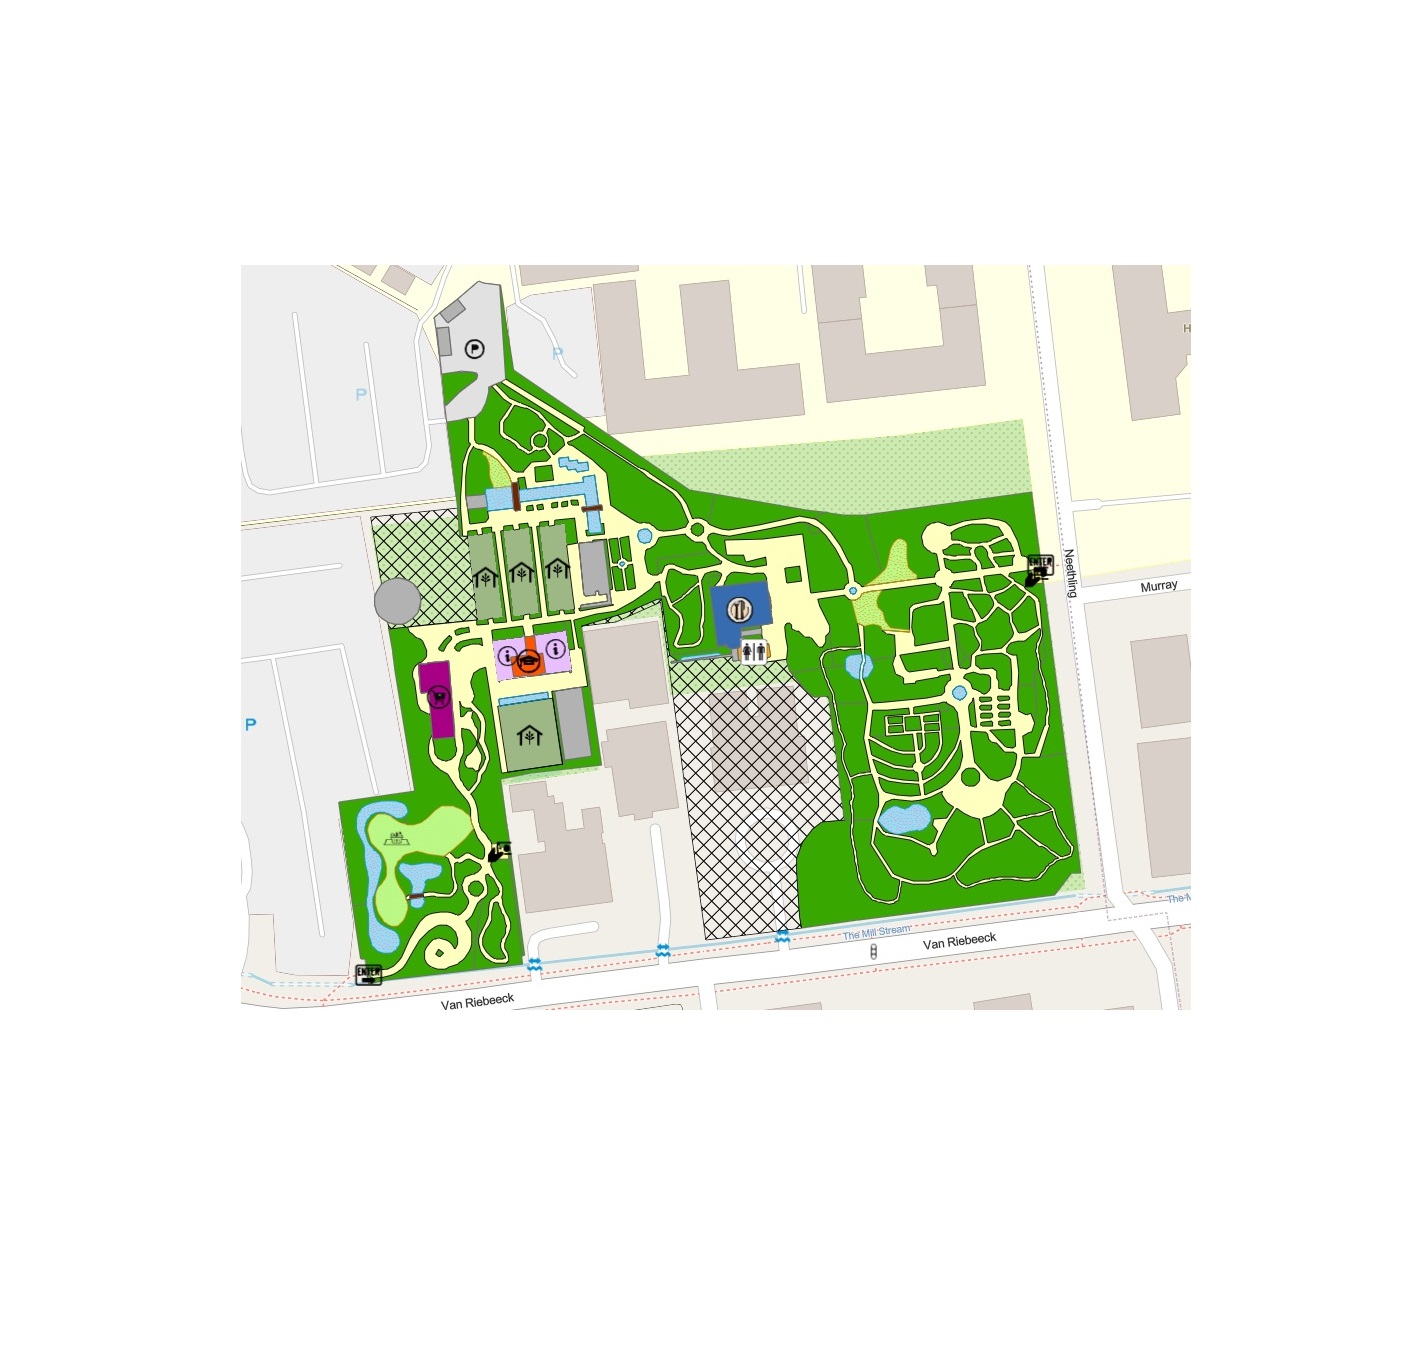 P
P
P
H
ENTER
Neethling
Murray
i
i
P
The Mill Stream
Van Riebeeck
The M
ENTER
Van Riebeeck